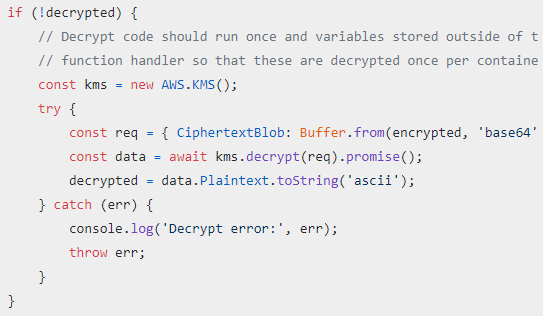 if (!decrypted) {
    // Decrypt code should run once and variables stored outside of t
    // function handler so that these are decrypted once per containe
    const kms = new AWS.KMS();
    try {
        const req = { CiphertextBlob: Buffer.from(encrypted, 'base64'
        const data = await kms.decrypt(req).promise();
        decrypted = data.Plaintext.toString('ascii');
    } catch (err) {
        console.log('Decrypt error:', err);
        throw err;
    }
}